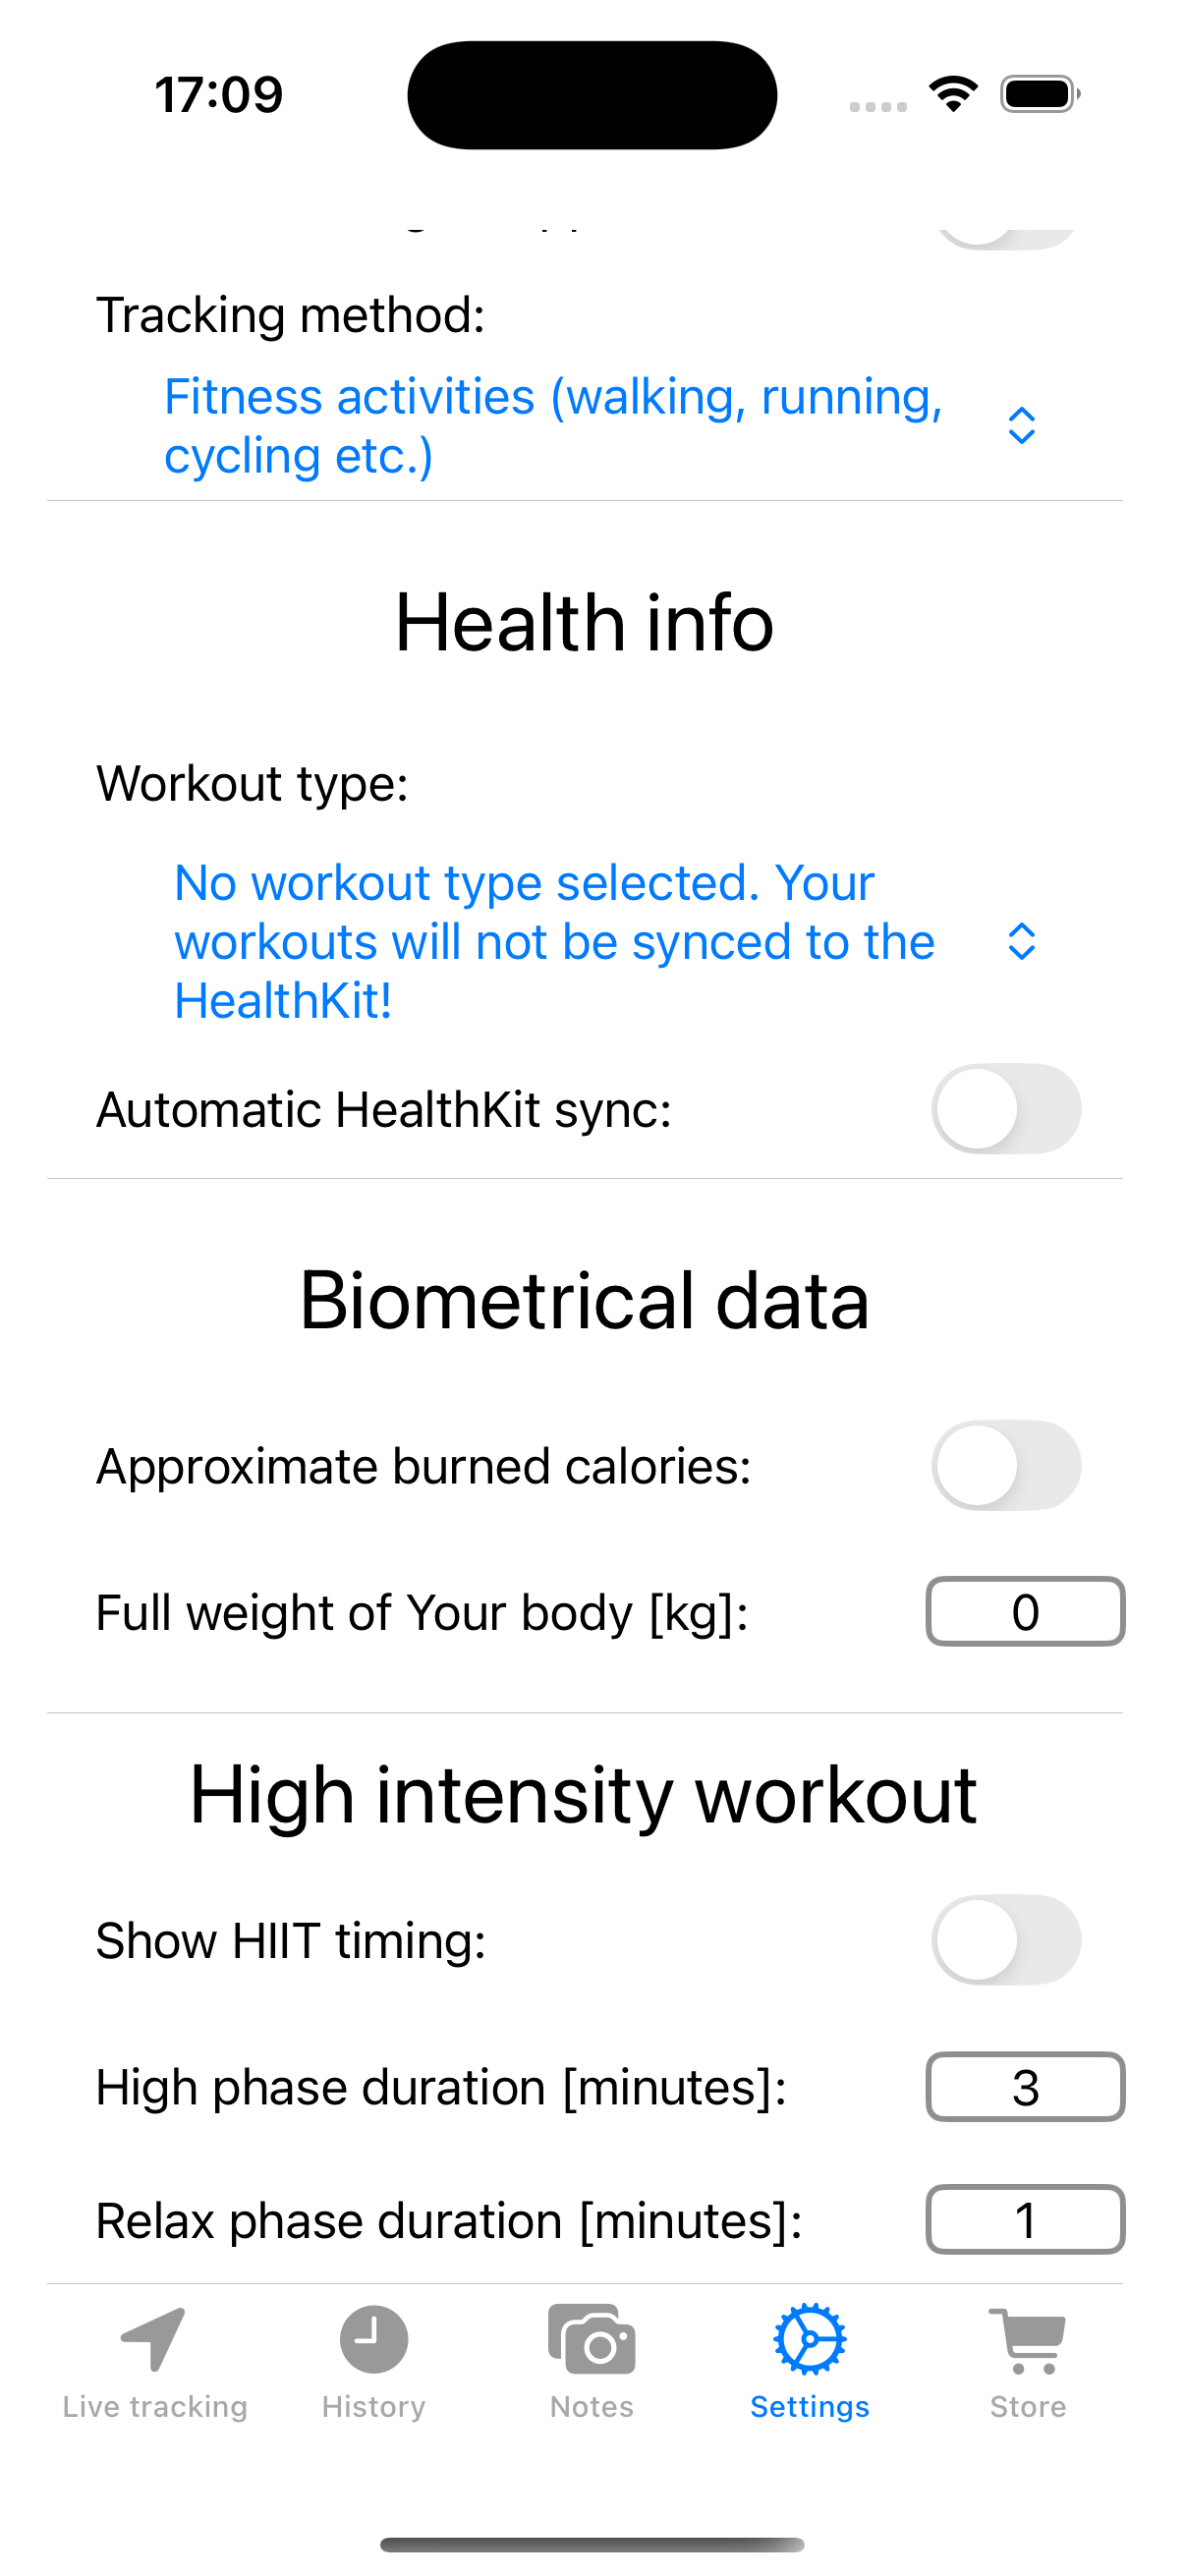 17:09
Tracking method:
Fitness activities (walking, running,
cycling etc.)
Health info
Workout type:
No workout type selected. Your
workouts will not be synced to the
HealthKit!
Automatic HealthKit sync:
Biometrical data
Approximate burned calories:
Full weight of Your body [kg]:
0
High intensity workout
Show HIIT timing:
High phase duration [minutes]:
3
Relax phase duration [minutes]:
1
Live tracking
History
Notes
Settings
Store